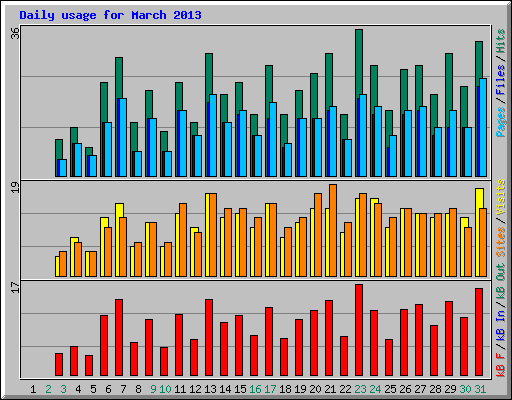 Daily usage for March 2013
36
Pages / Files / Hits
19
Sites / Visits
17
kB F / kB In / kB Out
1 2 3 4 5 6 7 8 9 10 11 12 13 14 15 16 17 18 19 20 21 22 23 24 25 26 27 28 29 30 31